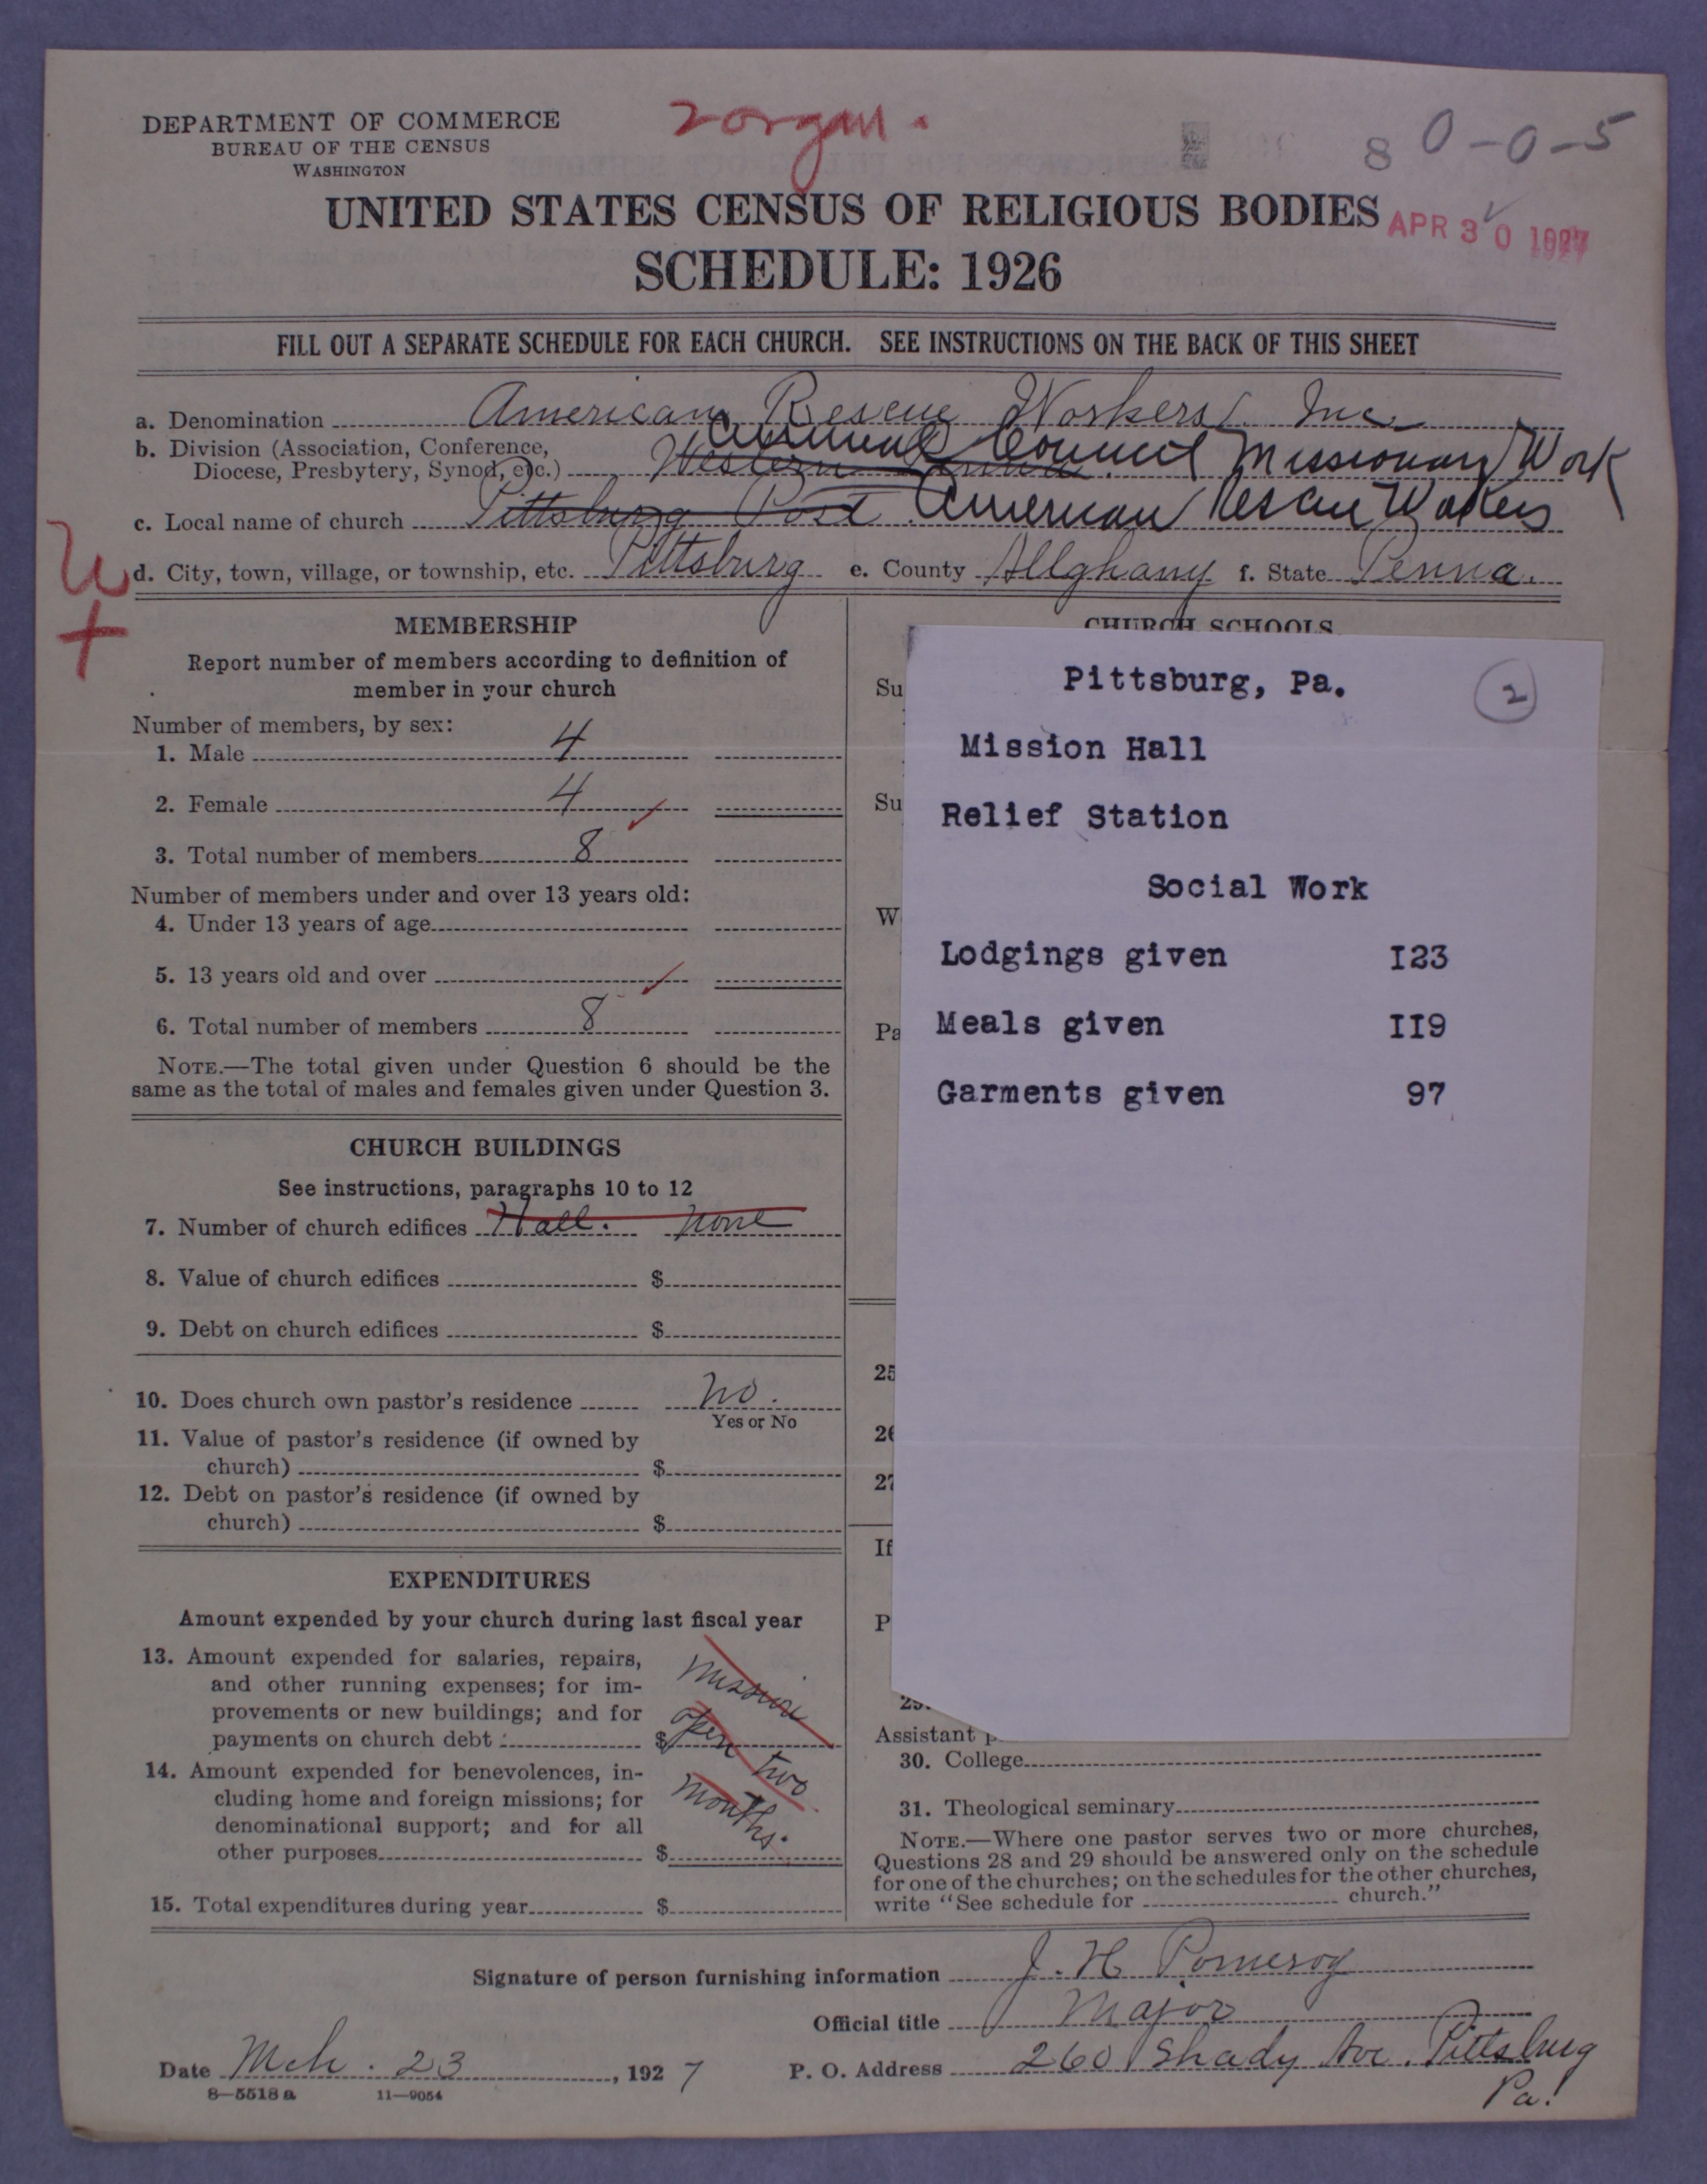 DEPARTMENT OF COMMERCE
BUREAU OF THE CENSUS
WASHINGTON
2 organ.
8 0-0-5
UNITED STATES CENSUS OF RELIGIOUS BODIES
APR 30 1927
SCHEDULE: 1926
FILL OUT A SEPARATE SCHEDULE FOR EACH CHURCH. SEE INSTRUCTIONS ON THE BACK OF THIS SHEET
a. Denomination American Rescue Workers, Inc.
b. Division (Association, Conference,
Diocese, Presbytery, Synod, etc.) Western Penna. Council Missionary Work
c. Local name of church Pittsburg Post American Rescue Workers
d. City, town, village, or township, etc. Pittsburg e. County Allghany f. State Penna.
MEMBERSHIP
Report number of members according to definition of
member in your church
Number of members, by sex:
1. Male 4
2. Female 4
3. Total number of members 8
Number of members under and over 13 years old:
4. Under 13 years of age
5. 13 years old and over
6. Total number of members 8
NOTE.—The total given under Question 6 should be the
same as the total of males and females given under Question 3.
CHURCH BUILDINGS
See instructions, paragraphs 10 to 12
7. Number of church edifices Hall. none
8. Value of church edifices $
9. Debt on church edifices $
10. Does church own pastor's residence No.
Yes or No
11. Value of pastor's residence (if owned by
church) $
12. Debt on pastor's residence (if owned by
church) $
EXPENDITURES
Amount expended by your church during last fiscal year
13. Amount expended for salaries, repairs,
and other running expenses; for im-
provements or new buildings; and for
payments on church debt $
mission
open two
months.
14. Amount expended for benevolences, in-
cluding home and foreign missions; for
denominational support; and for all
other purposes $
15. Total expenditures during year $
CHURCH SCHOOLS
Su
Su
W
Pa
25
26
27
If
P
29.
Pittsburg, Pa.
2
Mission Hall
Relief Station
Social Work
Lodgings given I23
Meals given II9
Garments given 97
Assistant p
30. College
31. Theological seminary
NOTE.—Where one pastor serves two or more churches,
Questions 28 and 29 should be answered only on the schedule
for one of the churches; on the schedules for the other churches,
write "See schedule for church."
Signature of person furnishing information J. H Pomeroy
Official title Major
Date Mch. 23, 1927 P. O. Address 260 Shady Ave. Pittsburg
Pa.
8—5518 a 11—9054